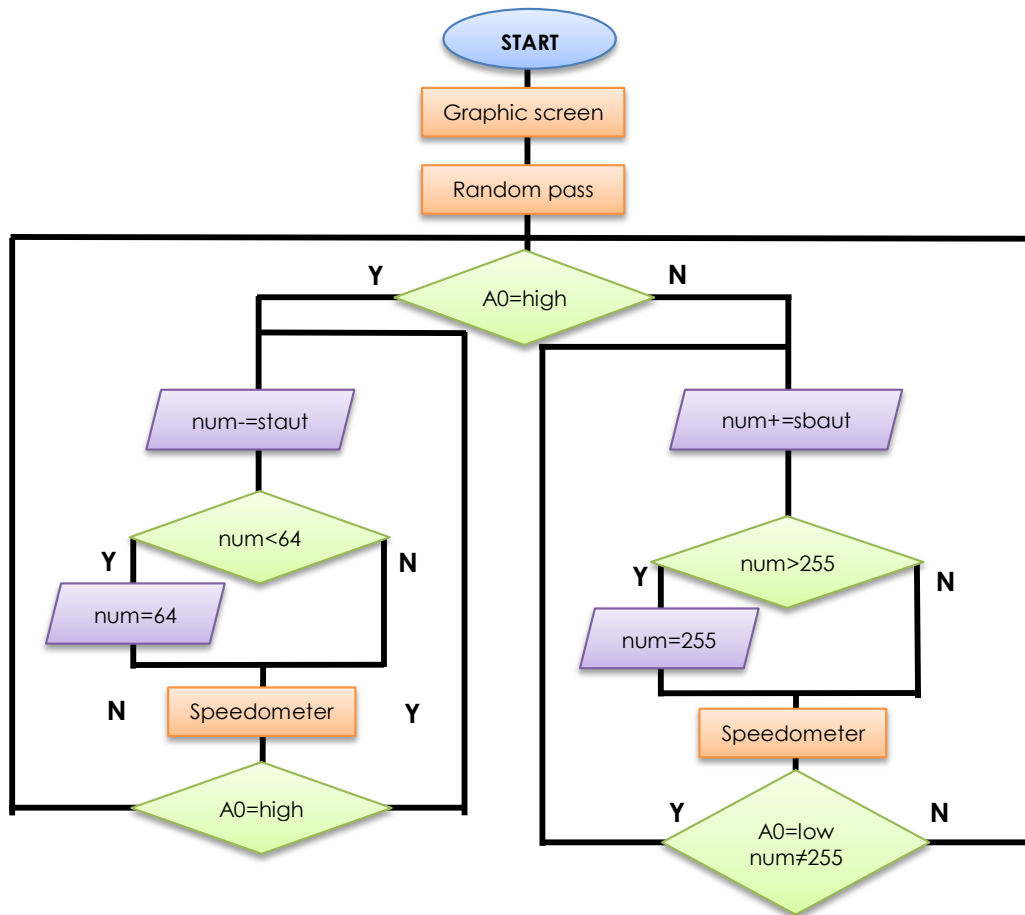 START
Graphic screen
Random pass
Y
N
A0=high
num-=staut
num+=sbaut
num<64
Y
N
num>255
Y
N
num=64
num=255
N
Speedometer
Y
Speedometer
A0=high
Y
N
A0=low
num≠255